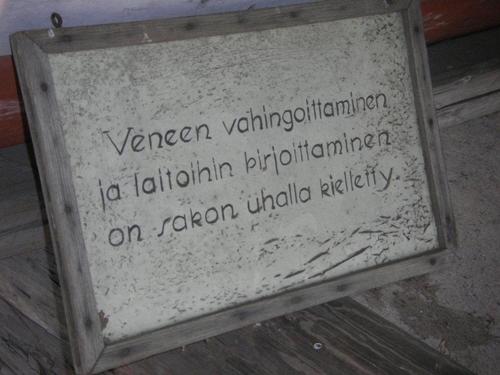 Veneen vahingoittaminen
ja laitoihin kirjoittaminen
on sakon uhalla kielletty.